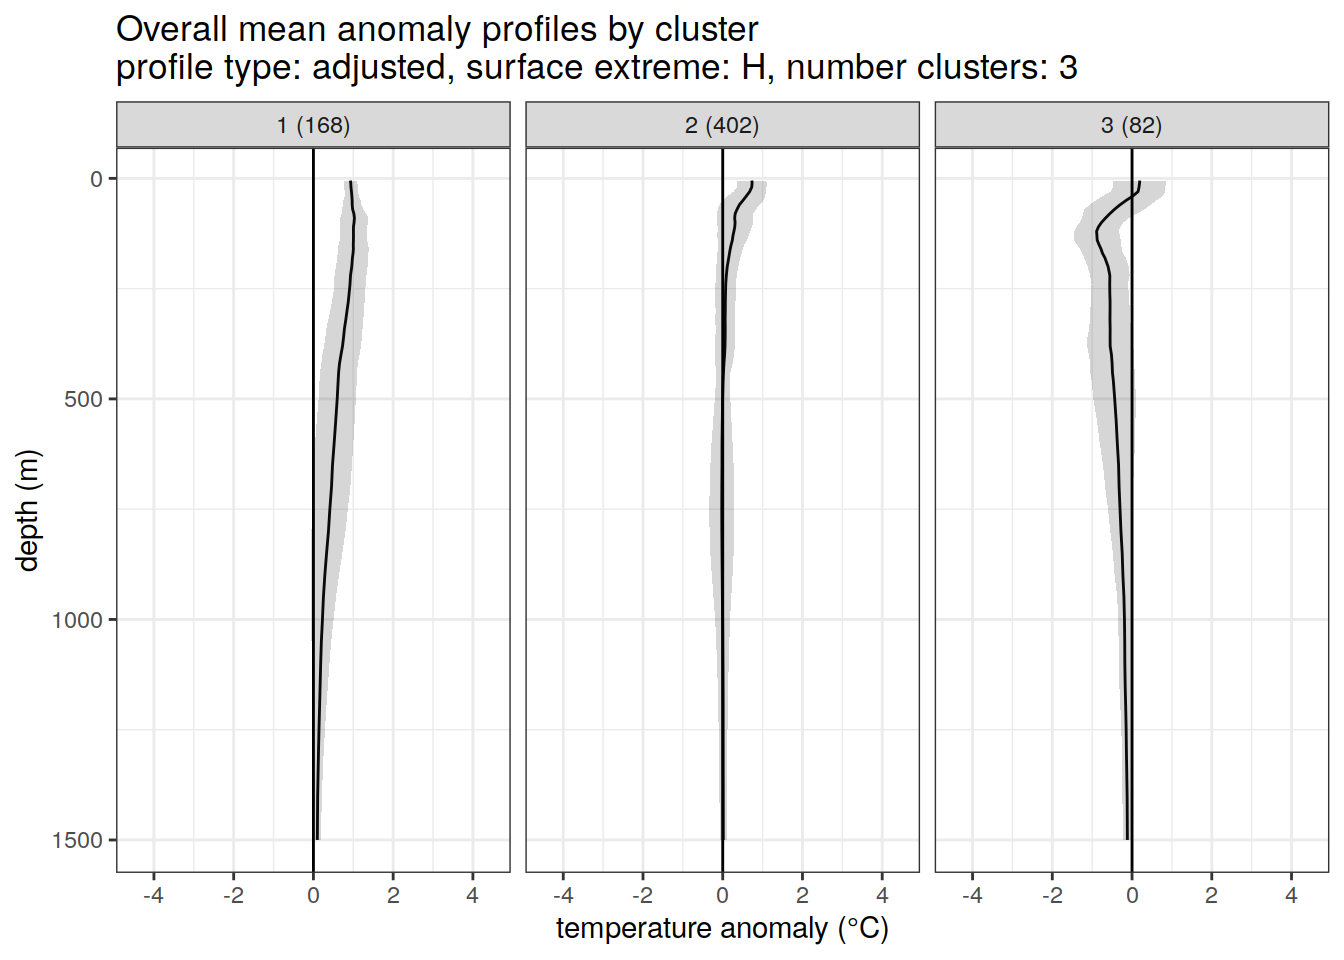 Overall mean anomaly profiles by cluster
profile type: adjusted, surface extreme: H, number clusters: 3
1 (168)
2 (402)
3 (82)
0
500
1000
1500
depth (m)
-4 -2 0 2 4
-4 -2 0 2 4
-4 -2 0 2 4
temperature anomaly (°C)